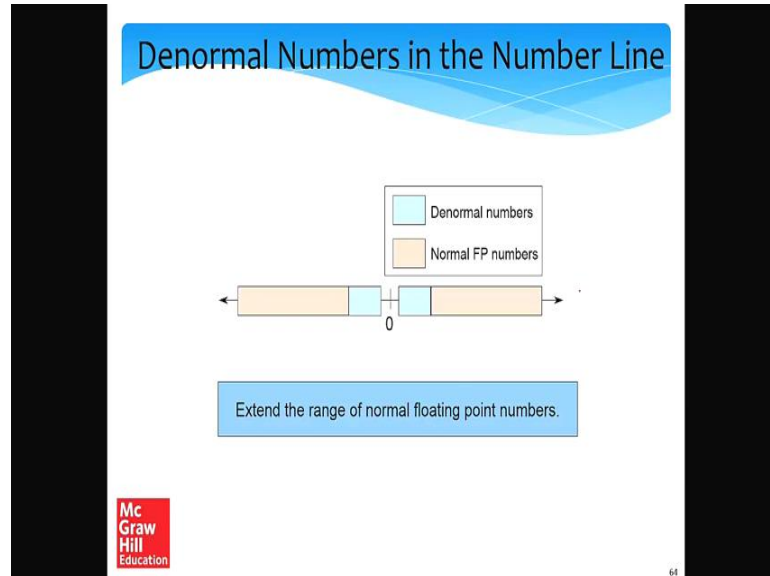 Denormal Numbers in the Number Line
Denormal numbers
Normal FP numbers
0
Extend the range of normal floating point numbers.
Mc
Graw
Hill
Education
64